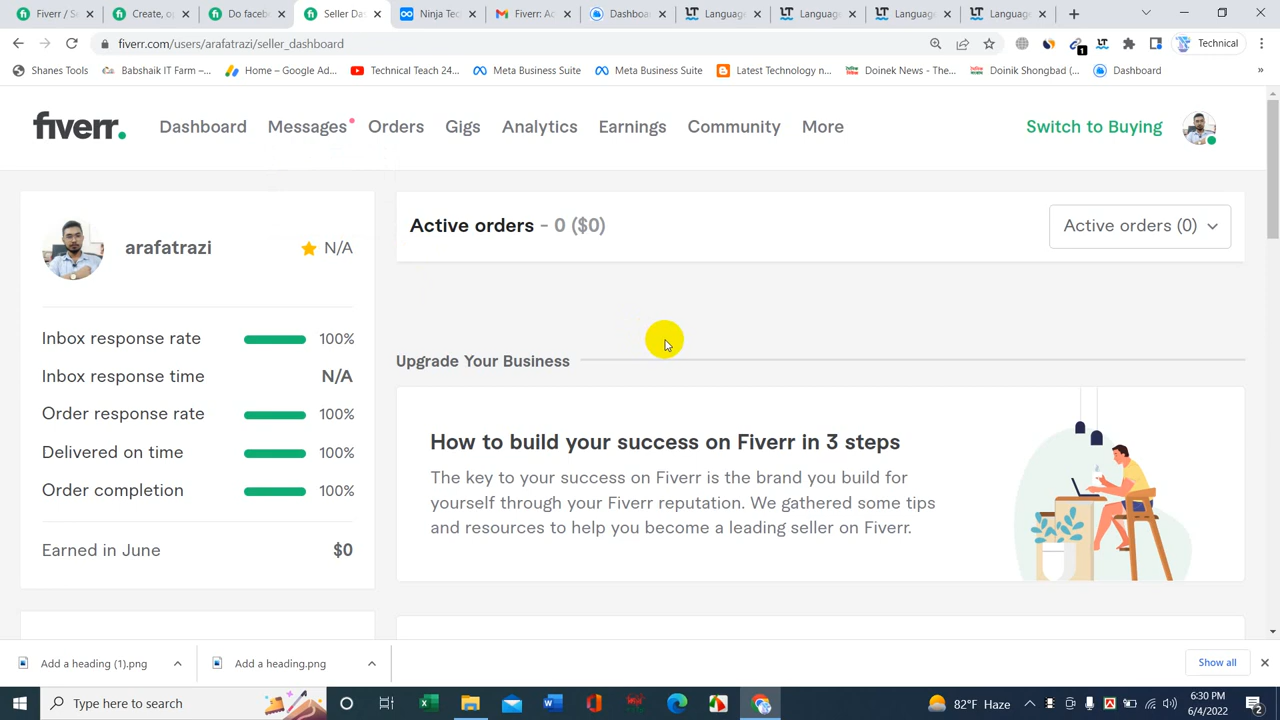 Fiverr / Se
Create, op
Do faceb
Seller Da
Ninja Tec
Gmail: A
Dashboa
Languag
Languag
Language
Language
fiverr.com/users/arafatrazi/seller_dashboard
1
Technical
Shanes Tools
Babshaik IT Farm –...
Home – Google Ad...
Technical Teach 24...
Meta Business Suite
Meta Business Suite
Latest Technology n...
Doinek News - The...
Doinik Shongbad (...
Dashboard
»
fiverr.
Dashboard
Messages
Orders
Gigs
Analytics
Earnings
Community
More
Switch to Buying
arafatrazi
N/A
Inbox response rate 100%
Inbox response time N/A
Order response rate 100%
Delivered on time 100%
Order completion 100%
Earned in June $0
Active orders - 0 ($0)
Active orders (0)
Upgrade Your Business
How to build your success on Fiverr in 3 steps
The key to your success on Fiverr is the brand you build for
yourself through your Fiverr reputation. We gathered some tips
and resources to help you become a leading seller on Fiverr.
Add a heading (1).png
Add a heading.png
Show all
Type here to search
82°F Haze
6:30 PM
6/4/2022
2